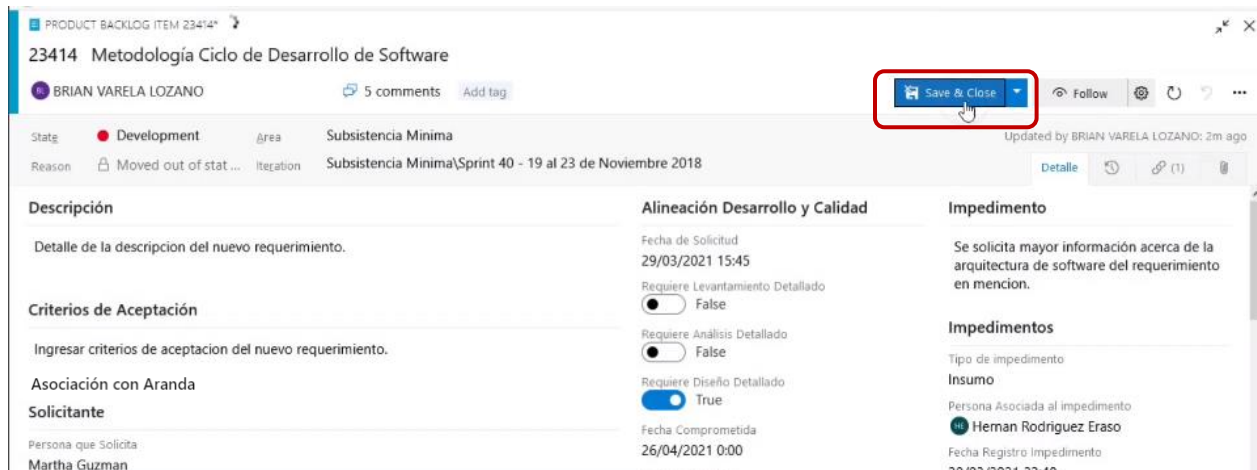 PRODUCT BACKLOG ITEM 23414*
23414 Metodología Ciclo de Desarrollo de Software
BRIAN VARELA LOZANO
5 comments
Add tag
Save & Close
Follow
State
Development
Area
Subsistencia Minima
Updated by BRIAN VARELA LOZANO: 2m ago
Reason
Moved out of stat ...
Iteration
Subsistencia Minima\Sprint 40 - 19 al 23 de Noviembre 2018
Detalle
(1)
Descripción
Detalle de la descripcion del nuevo requerimiento.
Criterios de Aceptación
Ingresar criterios de aceptacion del nuevo requerimiento.
Asociación con Aranda
Solicitante
Persona que Solicita
Martha Guzman
Alineación Desarrollo y Calidad
Fecha de Solicitud
29/03/2021 15:45
Requiere Levantamiento Detallado
False
Requiere Análisis Detallado
False
Requiere Diseño Detallado
True
Fecha Comprometida
26/04/2021 0:00
Impedimento
Se solicita mayor información acerca de la
arquitectura de software del requerimiento
en mencion.
Impedimentos
Tipo de impedimento
Insumo
Persona Asociada al impedimento
HE Hernan Rodriguez Eraso
Fecha Registro Impedimento